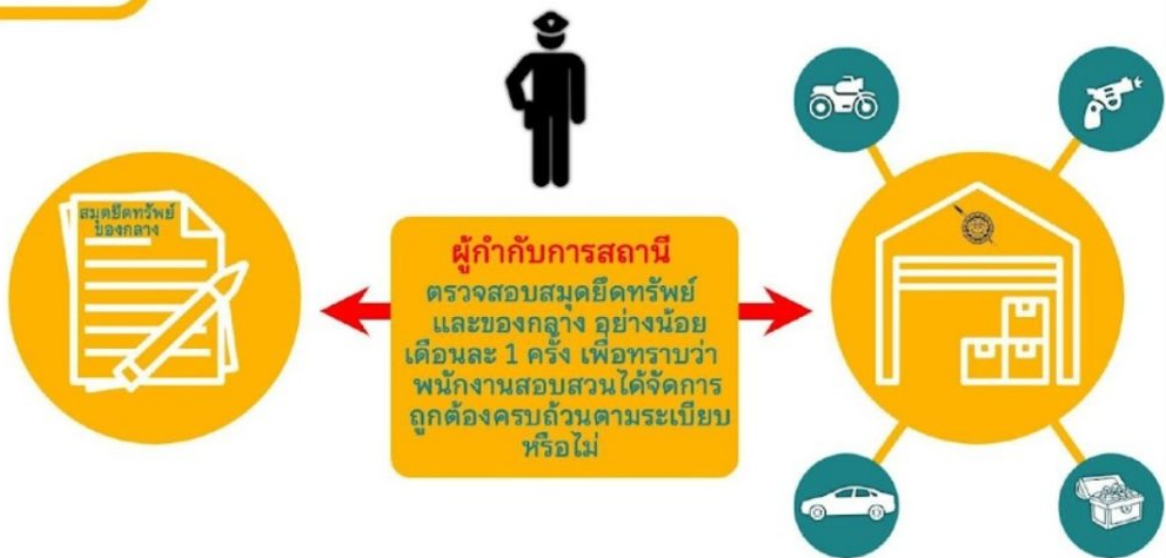 สมุดยึดทรัพย์
ของกลาง
ผู้กำกับการสถานี
ตรวจสอบสมุดยึดทรัพย์
และของกลาง อย่างน้อย
เดือนละ 1 ครั้ง เพื่อทราบว่า
พนักงานสอบสวนได้จัดการ
ถูกต้องครบถ้วนตามระเบียบ
หรือไม่